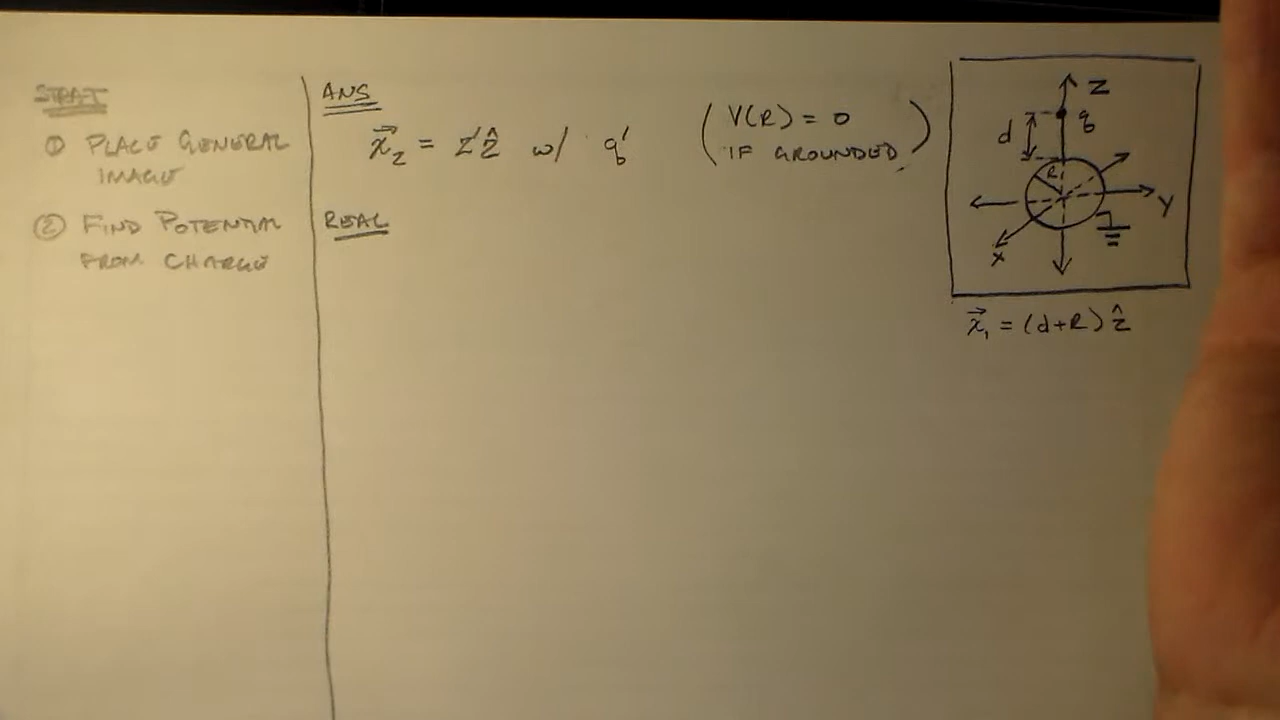 STRAT
① PLACE GENERAL
IMAGE
② FIND POTENTIAL
FROM CHARGE
ANS
x⃗₂ = z'ẑ w/ q'
(V(R) = 0
IF GROUNDED)
REAL
z
q
d
R
Y
X
x⃗₁ = (d+R) ẑ